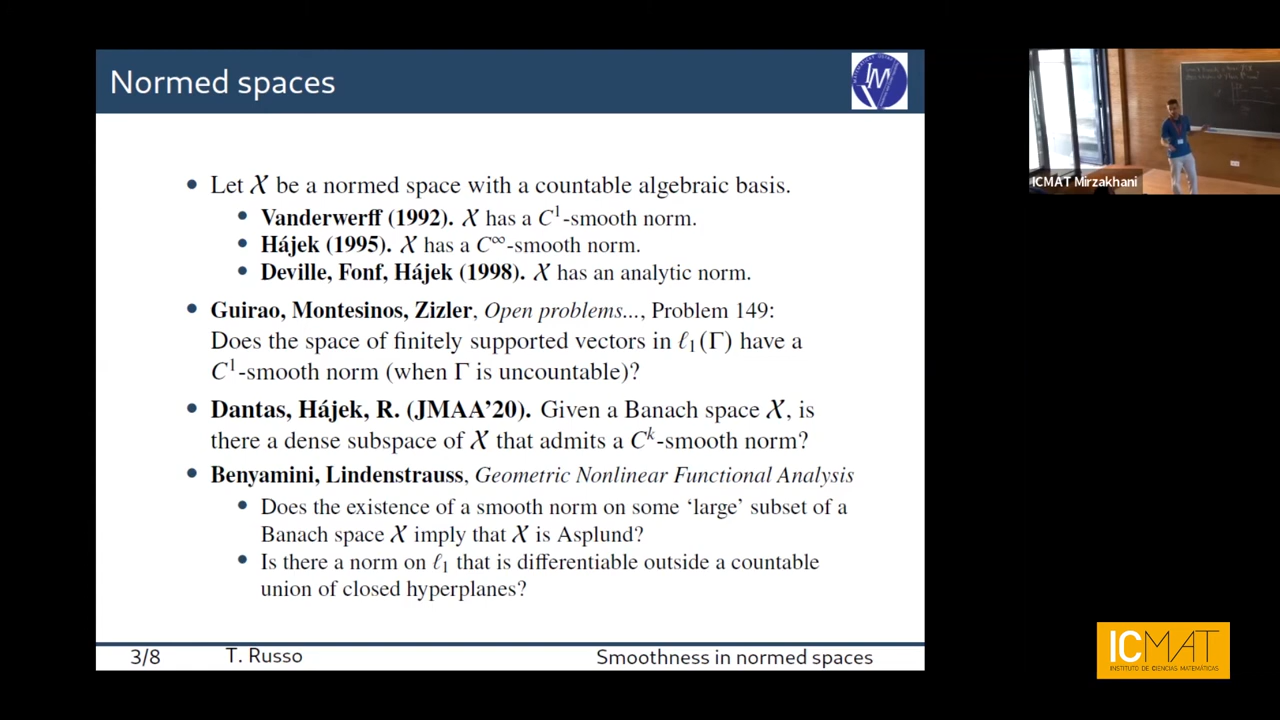 Normed spaces
• Let 𝒳 be a normed space with a countable algebraic basis.
• Vanderwerff (1992). 𝒳 has a C¹-smooth norm.
• Hájek (1995). 𝒳 has a C∞-smooth norm.
• Deville, Fonf, Hájek (1998). 𝒳 has an analytic norm.
• Guirao, Montesinos, Zizler, Open problems..., Problem 149:
Does the space of finitely supported vectors in ℓ₁(Γ) have a
C¹-smooth norm (when Γ is uncountable)?
• Dantas, Hájek, R. (JMAA'20). Given a Banach space 𝒳, is
there a dense subspace of 𝒳 that admits a Cᵏ-smooth norm?
• Benyamini, Lindenstrauss, Geometric Nonlinear Functional Analysis
• Does the existence of a smooth norm on some ‘large’ subset of a
Banach space 𝒳 imply that 𝒳 is Asplund?
• Is there a norm on ℓ₁ that is differentiable outside a countable
union of closed hyperplanes?
3/8 T. Russo Smoothness in normed spaces
ICMAT Mirzakhani
ICMAT
INSTITUTO DE CIENCIAS MATEMÁTICAS